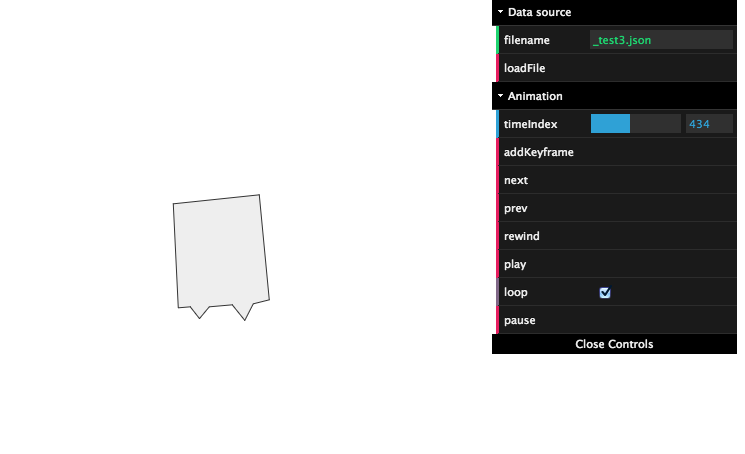 Data source
filename _test3.json
loadFile
Animation
timeIndex 434
addKeyframe
next
prev
rewind
play
loop
pause
Close Controls